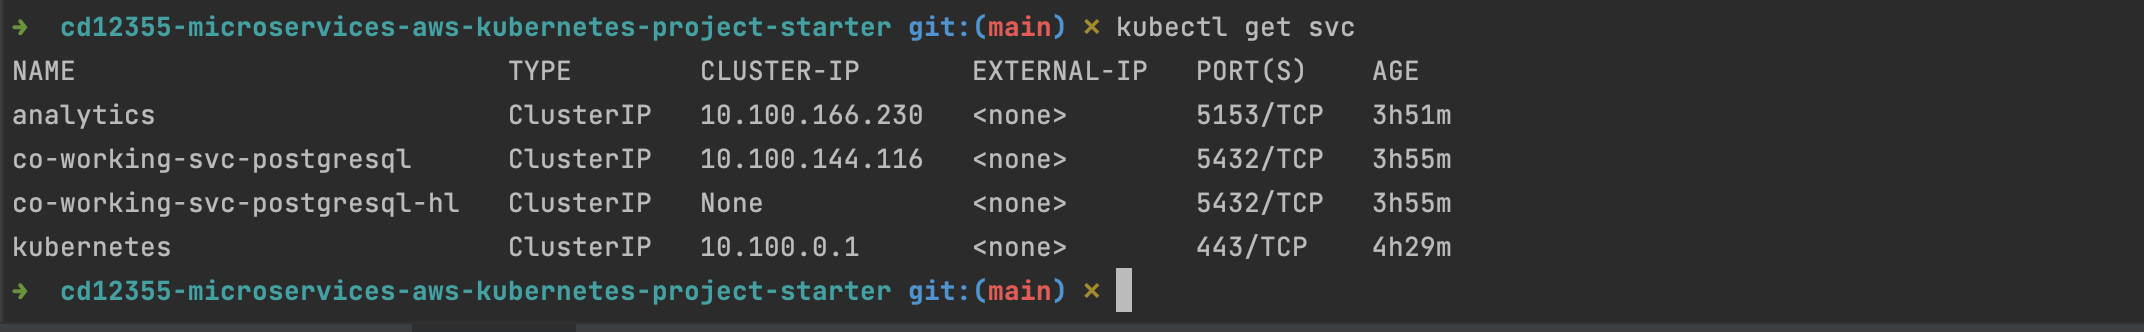 ➜  cd12355-microservices-aws-kubernetes-project-starter git:(main) ✗ kubectl get svc
NAME                           TYPE        CLUSTER-IP       EXTERNAL-IP   PORT(S)    AGE
analytics                      ClusterIP   10.100.166.230   <none>        5153/TCP   3h51m
co-working-svc-postgresql      ClusterIP   10.100.144.116   <none>        5432/TCP   3h55m
co-working-svc-postgresql-hl   ClusterIP   None             <none>        5432/TCP   3h55m
kubernetes                     ClusterIP   10.100.0.1       <none>        443/TCP    4h29m
➜  cd12355-microservices-aws-kubernetes-project-starter git:(main) ✗